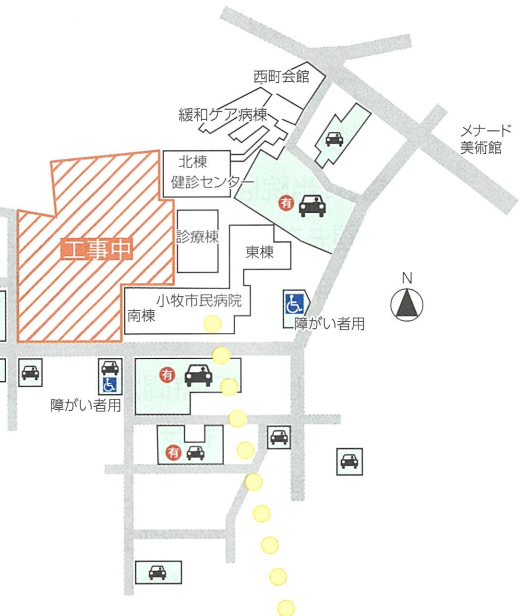 西町会館
緩和ケア病棟
メナード
美術館
北棟
健診センター
有
診療棟
東棟
工事中
小牧市民病院
南棟
N
障がい者用
有
障がい者用
有